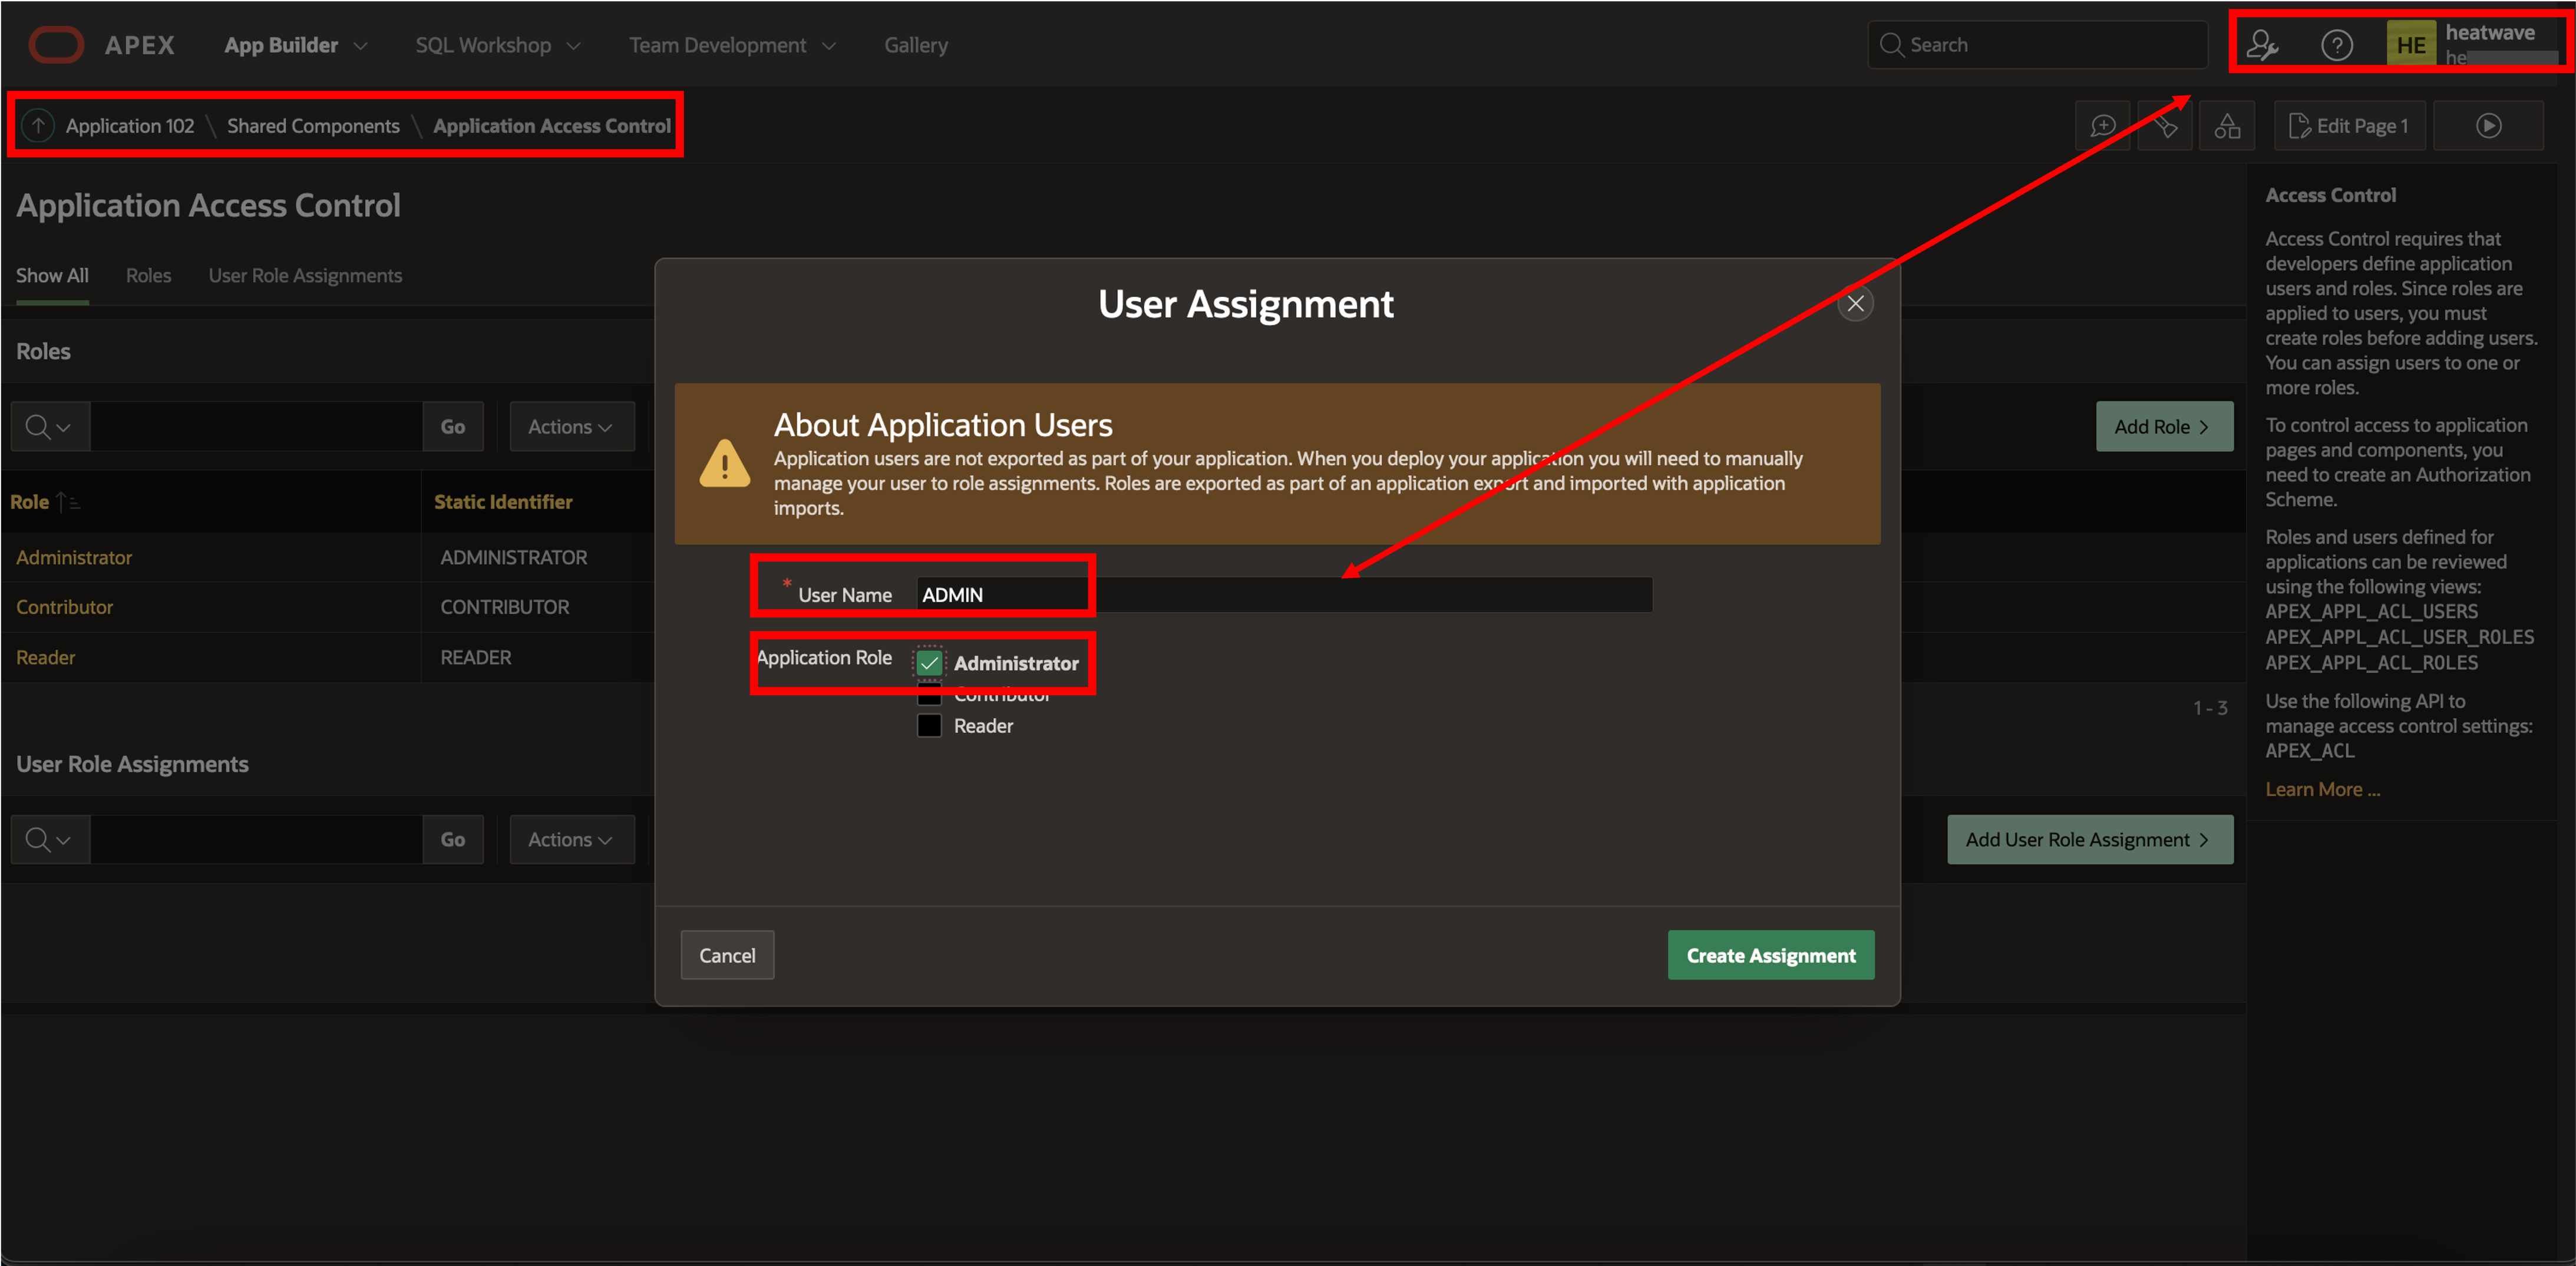 APEX
App Builder
SQL Workshop
Team Development
Gallery
Search
HE
heatwave
he
Application 102 \ Shared Components \ Application Access Control
Edit Page 1
Application Access Control
Show All
Roles
User Role Assignments
Roles
Go
Actions
Add Role
Role
Static Identifier
Administrator
ADMINISTRATOR
Contributor
CONTRIBUTOR
Reader
READER
1 - 3
User Role Assignments
Go
Actions
Add User Role Assignment
User Assignment
About Application Users
Application users are not exported as part of your application. When you deploy your application you will need to manually
manage your user to role assignments. Roles are exported as part of an application export and imported with application
imports.
* User Name
ADMIN
Application Role
Administrator
Contributor
Reader
Cancel
Create Assignment
Access Control
Access Control requires that
developers define application
users and roles. Since roles are
applied to users, you must
create roles before adding users.
You can assign users to one or
more roles.
To control access to application
pages and components, you
need to create an Authorization
Scheme.
Roles and users defined for
applications can be reviewed
using the following views:
APEX_APPL_ACL_USERS
APEX_APPL_ACL_USER_ROLES
APEX_APPL_ACL_ROLES
Use the following API to
manage access control settings:
APEX_ACL
Learn More ...